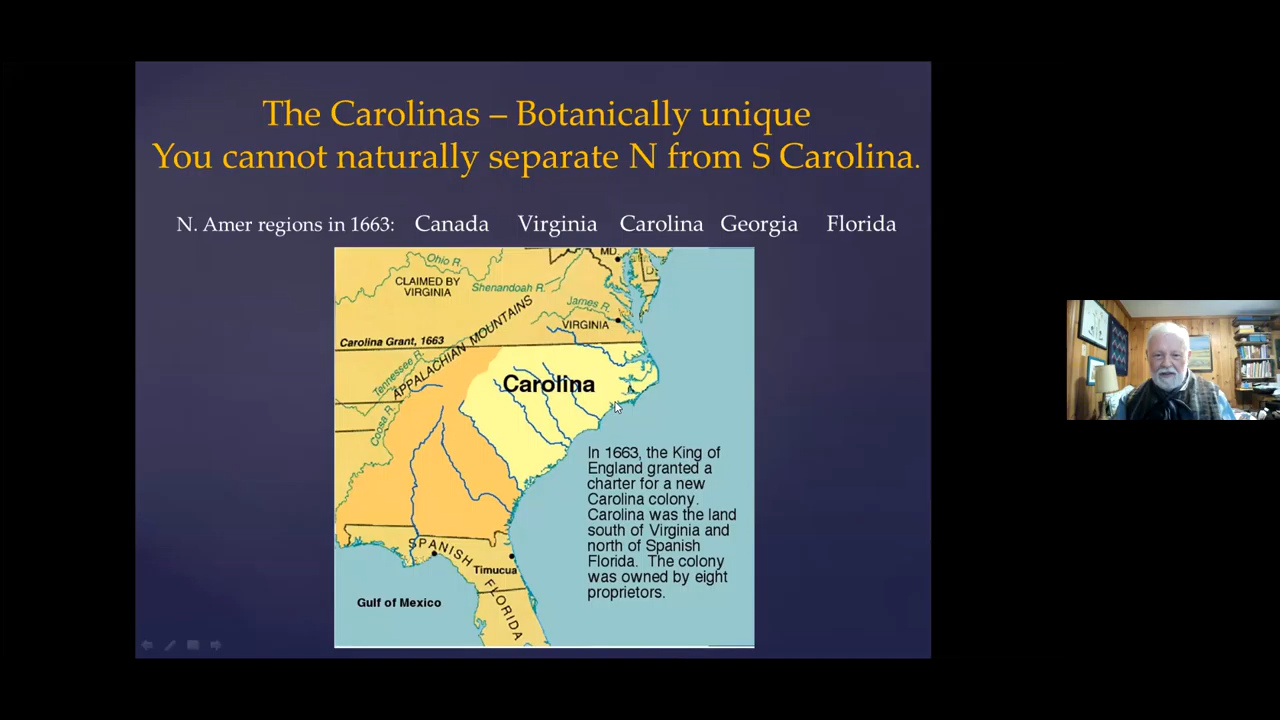 The Carolinas – Botanically unique
You cannot naturally separate N from S Carolina.
N. Amer regions in 1663: Canada Virginia Carolina Georgia Florida
MD.
Ohio R.
D.
CLAIMED BY
VIRGINIA
Shenandoah R.
James R.
VIRGINIA
Carolina Grant, 1663
APPALACHIAN MOUNTAINS
Tennessee R.
Carolina
Coosa R.
In 1663, the King of
England granted a
charter for a new
Carolina colony.
Carolina was the land
south of Virginia and
north of Spanish
Florida. The colony
was owned by eight
proprietors.
SPANISH
FLORIDA
Timucua
Gulf of Mexico